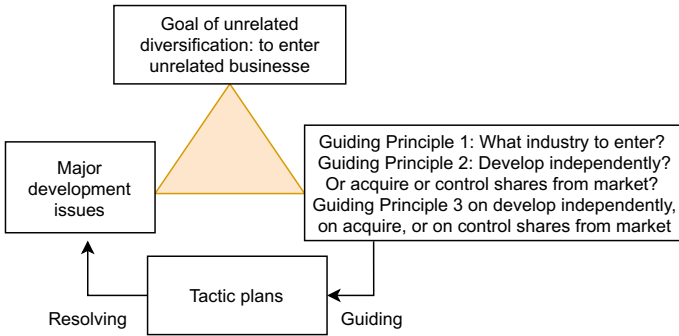 Goal of unrelated
diversification: to enter
unrelated businesse
Major
development
issues
Guiding Principle 1: What industry to enter?
Guiding Principle 2: Develop independently?
Or acquire or control shares from market?
Guiding Principle 3 on develop independently,
on acquire, or on control shares from market
Tactic plans
Resolving
Guiding